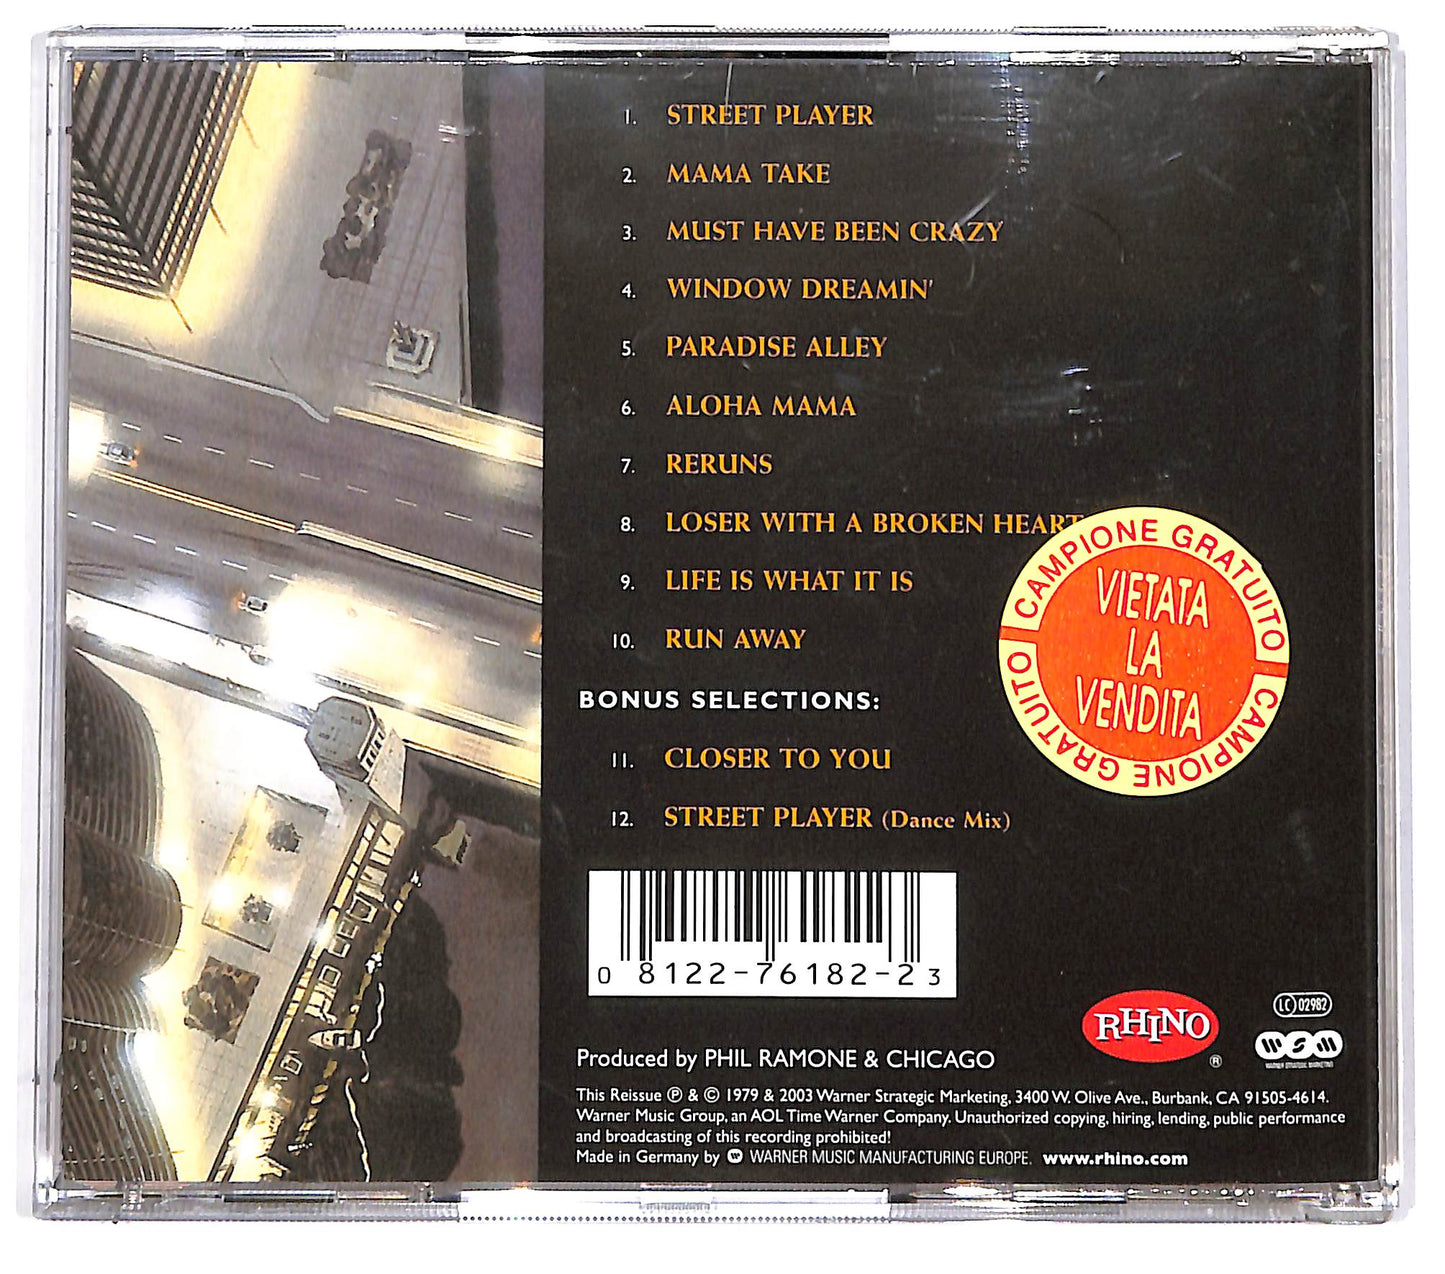 1. STREET PLAYER
2. MAMA TAKE
3. MUST HAVE BEEN CRAZY
4. WINDOW DREAMIN'
5. PARADISE ALLEY
6. ALOHA MAMA
7. RERUNS
8. LOSER WITH A BROKEN HEART
9. LIFE IS WHAT IT IS
10. RUN AWAY
BONUS SELECTIONS:
11. CLOSER TO YOU
12. STREET PLAYER (Dance Mix)
CAMPIONE GRATUITO
CAMPIONE GRATUITO
VIETATA
LA
VENDITA
0 8122-76182-2 3
RHINO ®
LC 02982
WSM
WARNER STRATEGIC MARKETING
Produced by PHIL RAMONE & CHICAGO
This Reissue ℗ & © 1979 & 2003 Warner Strategic Marketing, 3400 W. Olive Ave., Burbank, CA 91505-4614.
Warner Music Group, an AOL Time Warner Company. Unauthorized copying, hiring, lending, public performance
and broadcasting of this recording prohibited!
Made in Germany by WARNER MUSIC MANUFACTURING EUROPE. www.rhino.com